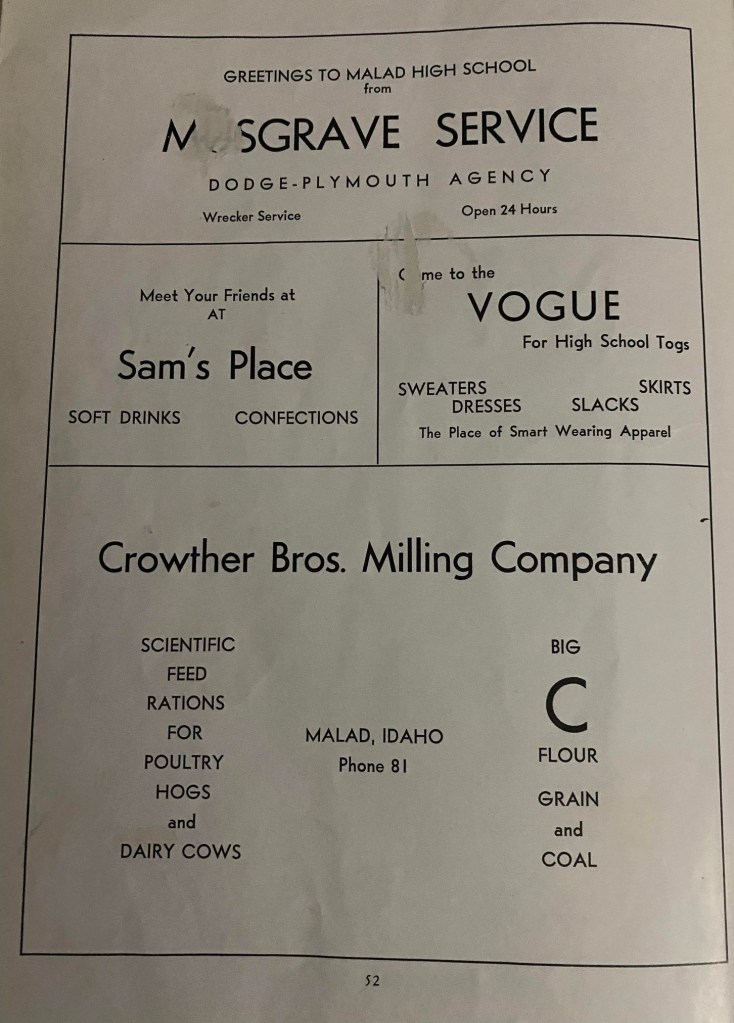 GREETINGS TO MALAD HIGH SCHOOL
from
SERVICE
DODGE-PLYMOUTH AGENCY
Wrecker Service
Open 24 Hours
Meet Your Friends at
AT
Sam's Place
SOFT DRINKS CONFECTIONS
me to the
VOGUE
For High School Togs
SWEATERS SKIRTS
DRESSES SLACKS
The Place of Smart Wearing Apparel
Crowther Bros. Milling Company
SCIENTIFIC
FEED
RATIONS
FOR
POULTRY
HOGS
and
DAIRY COWS
MALAD, IDAHO
Phone 81
BIG
C
FLOUR
GRAIN
and
COAL
52